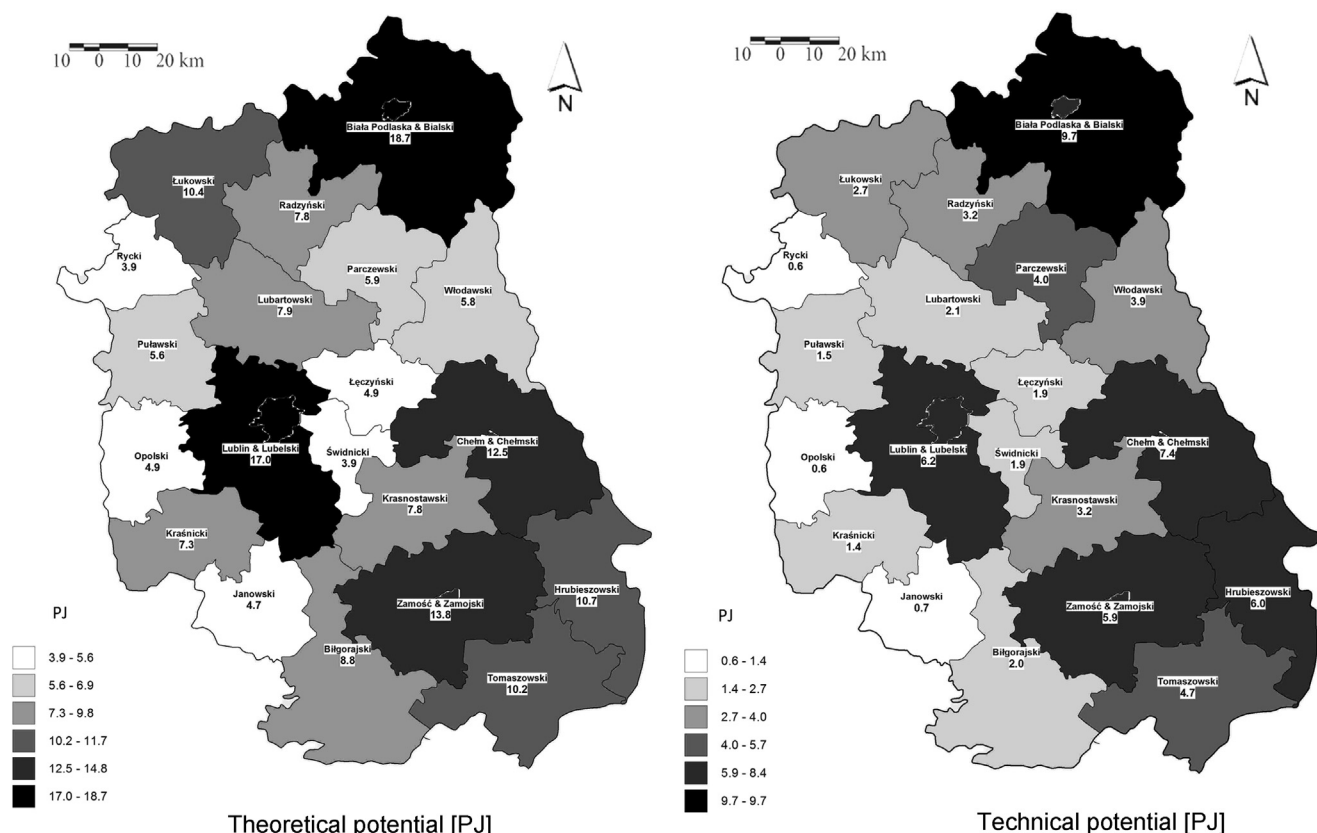 10 0 10 20 km
N
Biała Podlaska & Bialski
18.7
Łukowski
10.4
Radzyński
7.8
Rycki
3.9
Parczewski
5.9
Włodawski
5.8
Lubartowski
7.9
Puławski
5.6
Łęczyński
4.9
Chełm & Chełmski
12.5
Lublin & Lubelski
17.0
Świdnicki
3.9
Opolski
4.9
Krasnostawski
7.8
Kraśnicki
7.3
Janowski
4.7
Zamość & Zamojski
13.8
Hrubieszowski
10.7
Biłgorajski
8.8
Tomaszowski
10.2
PJ
3.9 - 5.6
5.6 - 6.9
7.3 - 9.8
10.2 - 11.7
12.5 - 14.8
17.0 - 18.7
Theoretical potential [PJ]
10 0 10 20 km
N
Biała Podlaska & Bialski
9.7
Łukowski
2.7
Radzyński
3.2
Rycki
0.6
Parczewski
4.0
Włodawski
3.9
Lubartowski
2.1
Puławski
1.5
Łęczyński
1.9
Chełm & Chełmski
7.4
Lublin & Lubelski
6.2
Świdnicki
1.9
Opolski
0.6
Krasnostawski
3.2
Kraśnicki
1.4
Janowski
0.7
Zamość & Zamojski
5.9
Hrubieszowski
6.0
Biłgorajski
2.0
Tomaszowski
4.7
PJ
0.6 - 1.4
1.4 - 2.7
2.7 - 4.0
4.0 - 5.7
5.9 - 8.4
9.7 - 9.7
Technical potential [PJ]